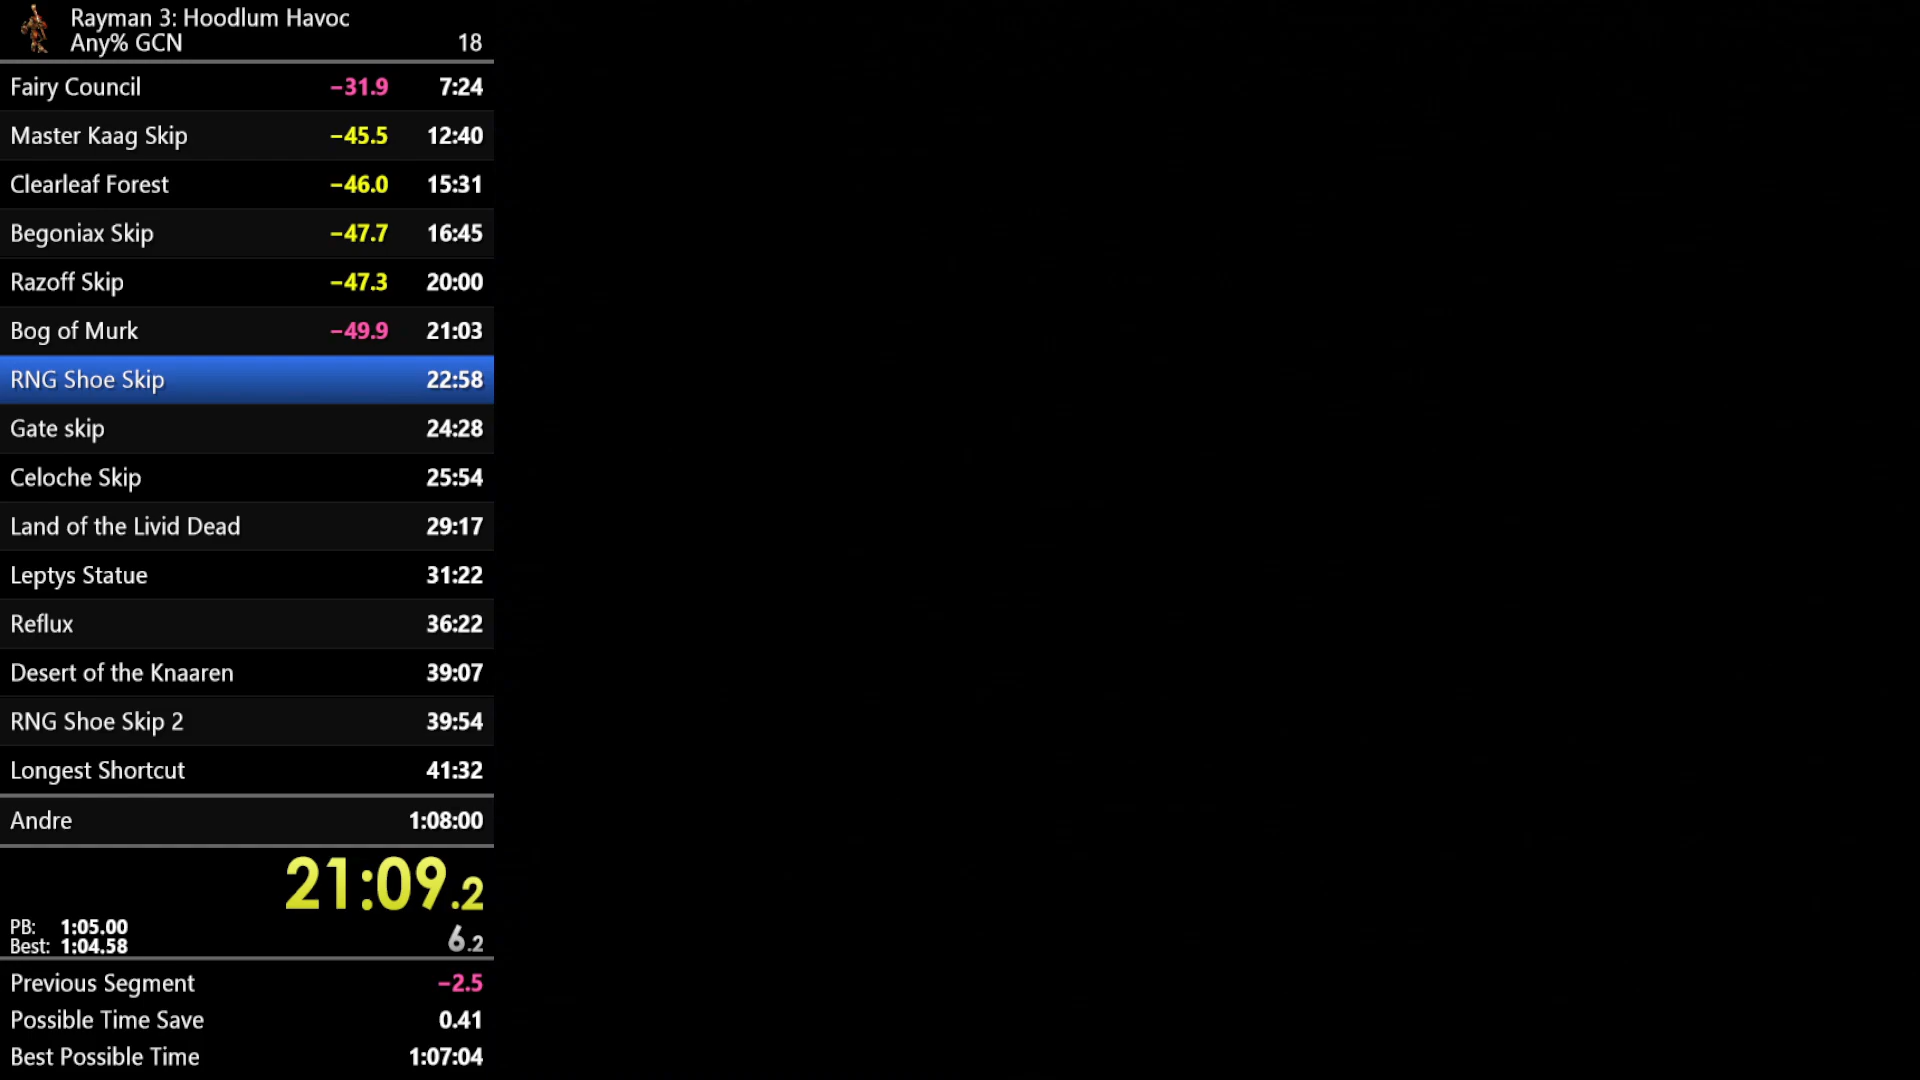 Rayman 3: Hoodlum Havoc
Any% GCN 18
Fairy Council −31.9 7:24
Master Kaag Skip −45.5 12:40
Clearleaf Forest −46.0 15:31
Begoniax Skip −47.7 16:45
Razoff Skip −47.3 20:00
Bog of Murk −49.9 21:03
RNG Shoe Skip 22:58
Gate skip 24:28
Celoche Skip 25:54
Land of the Livid Dead 29:17
Leptys Statue 31:22
Reflux 36:22
Desert of the Knaaren 39:07
RNG Shoe Skip 2 39:54
Longest Shortcut 41:32
Andre 1:08:00
21:09.2
PB: 1:05.00
Best: 1:04.58
6.2
Previous Segment −2.5
Possible Time Save 0.41
Best Possible Time 1:07:04